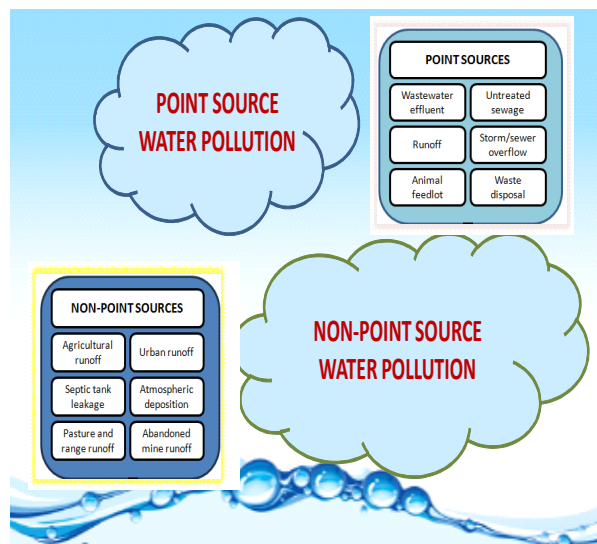 POINT SOURCE
WATER POLLUTION
POINT SOURCES
Wastewater
effluent
Untreated
sewage
Runoff
Storm/sewer
overflow
Animal
feedlot
Waste
disposal
NON-POINT SOURCES
Agricultural
runoff
Urban runoff
Septic tank
leakage
Atmospheric
deposition
Pasture and
range runoff
Abandoned
mine runoff
NON-POINT SOURCE
WATER POLLUTION